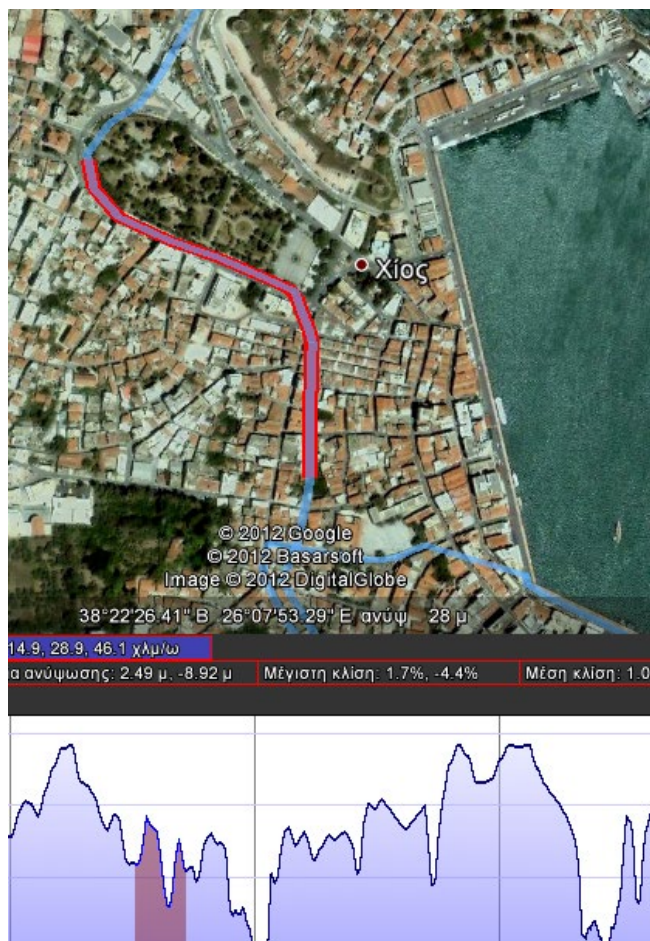 Χίος
© 2012 Google
© 2012 Basarsoft
Image © 2012 DigitalGlobe
38°22'26.41" Β 26°07'53.29" Ε ανύψ 28 μ
14.9, 28.9, 46.1 χλμ/ω
ια ανύψωσης: 2.49 μ, -8.92 μ Μέγιστη κλίση: 1.7%, -4.4% Μέση κλίση: 1.0